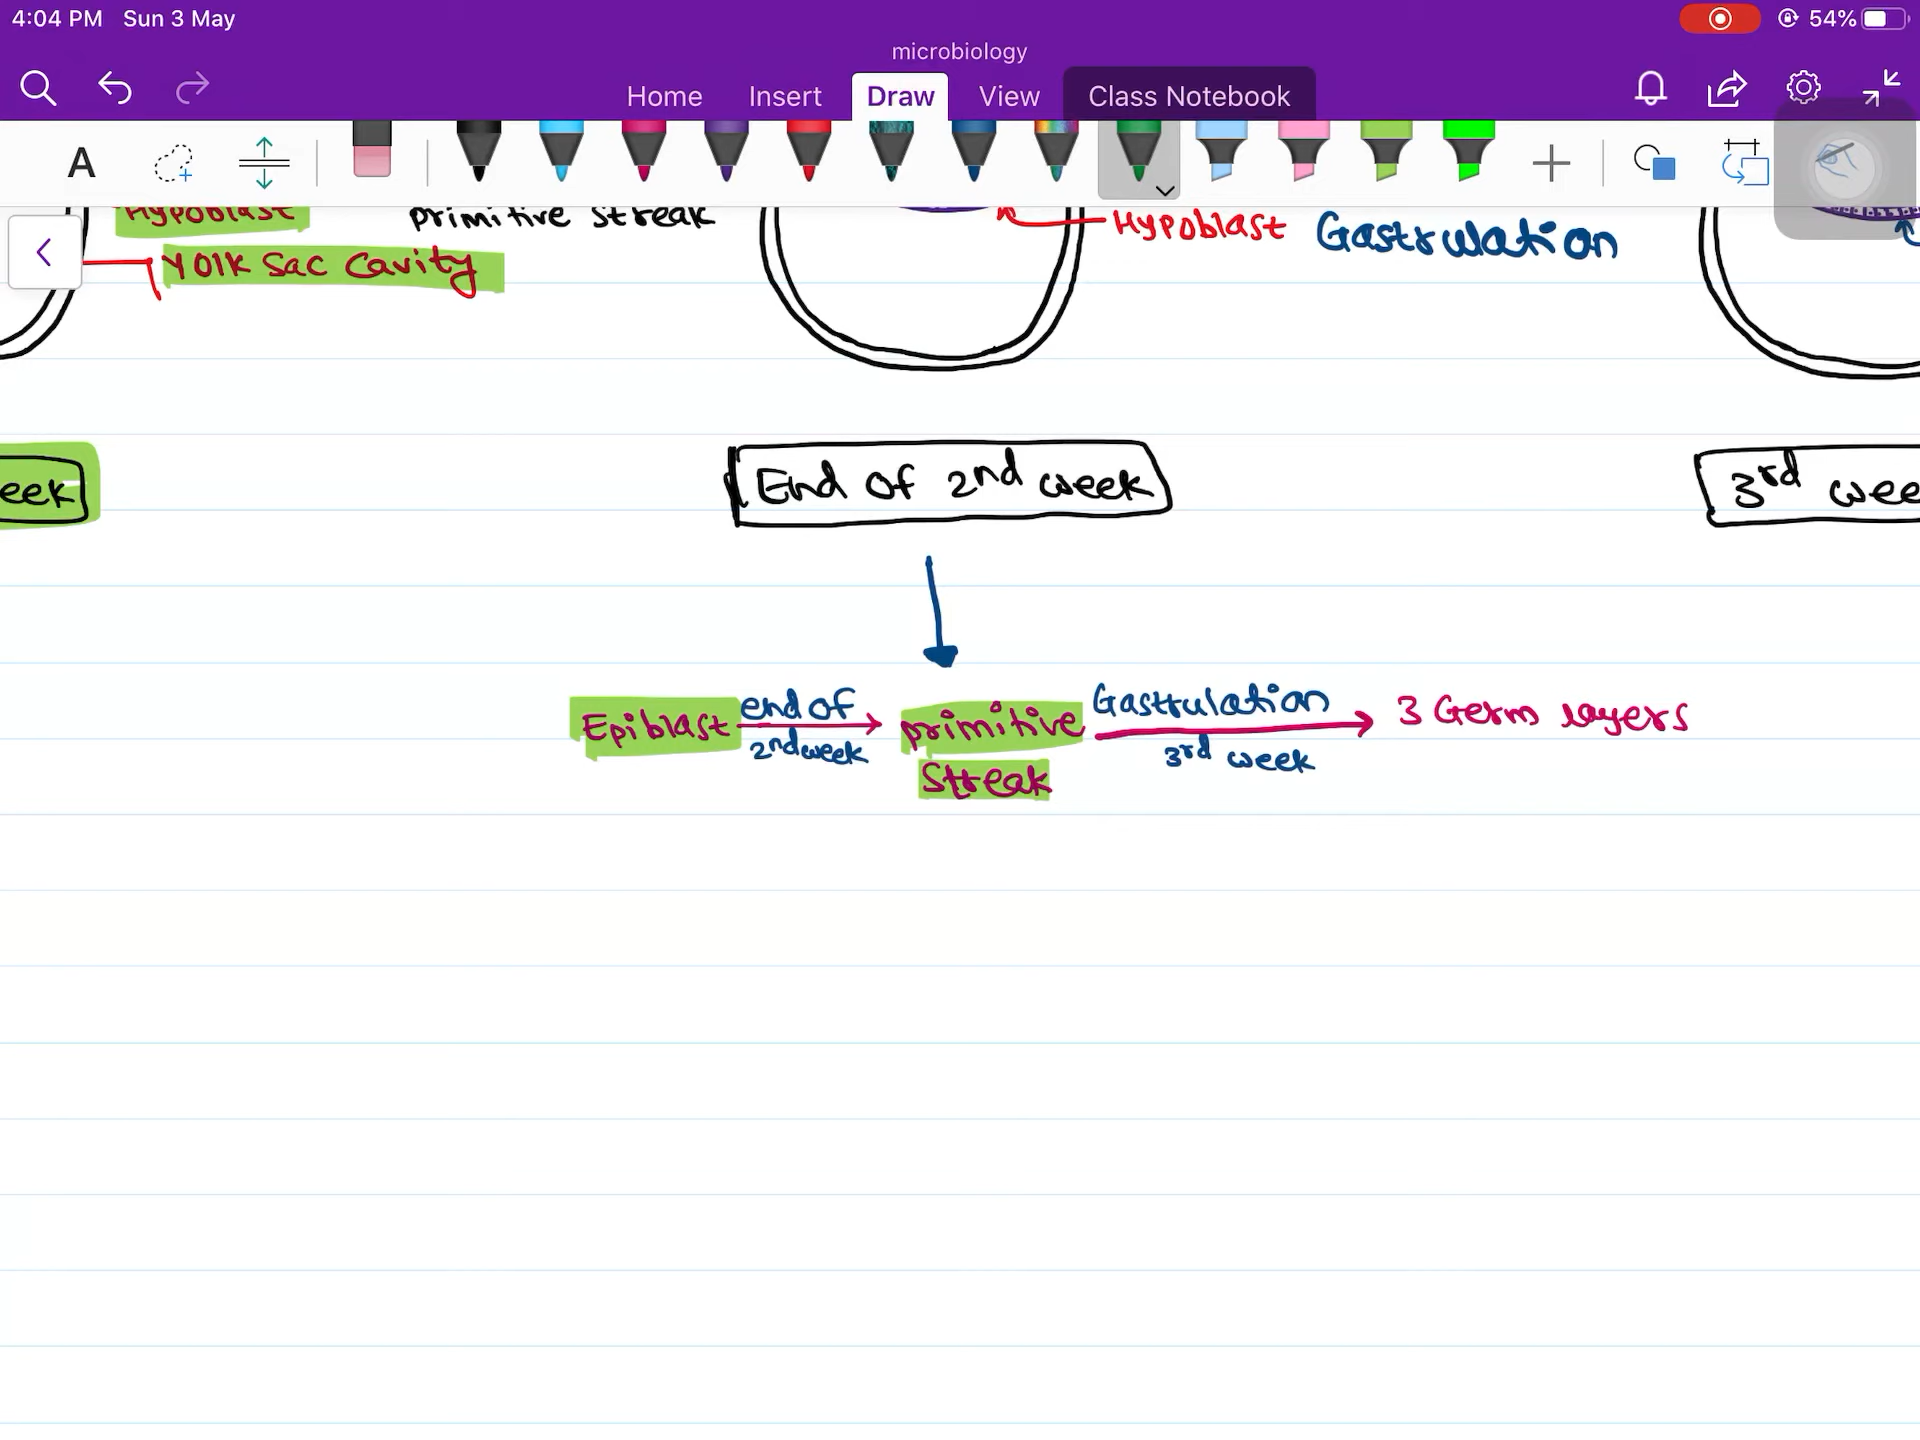 4:04 PM Sun 3 May
54%
microbiology
Home Insert Draw View Class Notebook
A
Hypoblast
primitive streak
Hypoblast
Gastrulation
Yolk Sac Cavity
eek
End of 2nd week
3rd wee
Epiblast
end of
2nd week
primitive
Streak
Gastrulation
3rd week
3 Germ layers